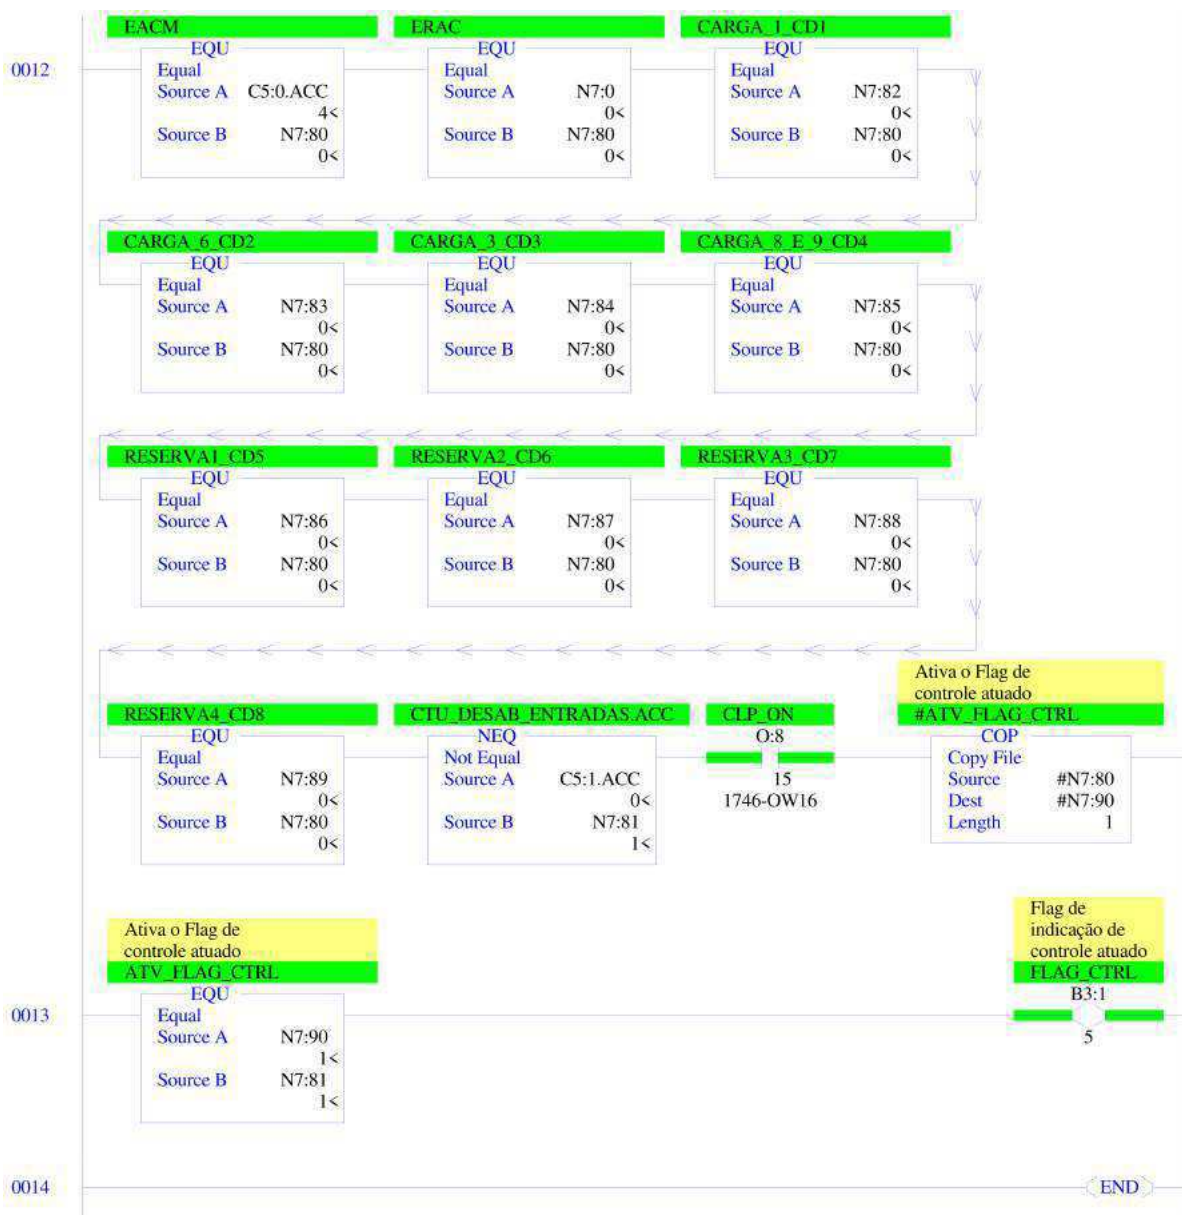 EACM ERAC CARGA_1_CD1
EQU EQU EQU
0012 Equal Equal Equal
Source A C5:0.ACC Source A N7:0 Source A N7:82
4< 0< 0<
Source B N7:80 Source B N7:80 Source B N7:80
0< 0< 0<
CARGA_6_CD2 CARGA_3_CD3 CARGA_8_E_9_CD4
EQU EQU EQU
Equal Equal Equal
Source A N7:83 Source A N7:84 Source A N7:85
0< 0< 0<
Source B N7:80 Source B N7:80 Source B N7:80
0< 0< 0<
RESERVA1_CD5 RESERVA2_CD6 RESERVA3_CD7
EQU EQU EQU
Equal Equal Equal
Source A N7:86 Source A N7:87 Source A N7:88
0< 0< 0<
Source B N7:80 Source B N7:80 Source B N7:80
0< 0< 0<
Ativa o Flag de
controle atuado
RESERVA4_CD8 CTU_DESAB_ENTRADAS.ACC CLP_ON #ATV_FLAG_CTRL
EQU NEQ O:8 COP
Equal Not Equal Copy File
Source A N7:89 Source A C5:1.ACC 15 Source #N7:80
0< 0< 1746-OW16 Dest #N7:90
Source B N7:80 Source B N7:81 Length 1
0< 1<
Flag de
Ativa o Flag de indicação de
controle atuado controle atuado
ATV_FLAG_CTRL FLAG_CTRL
EQU B3:1
0013 Equal
Source A N7:90 5
1<
Source B N7:81
1<
0014 END